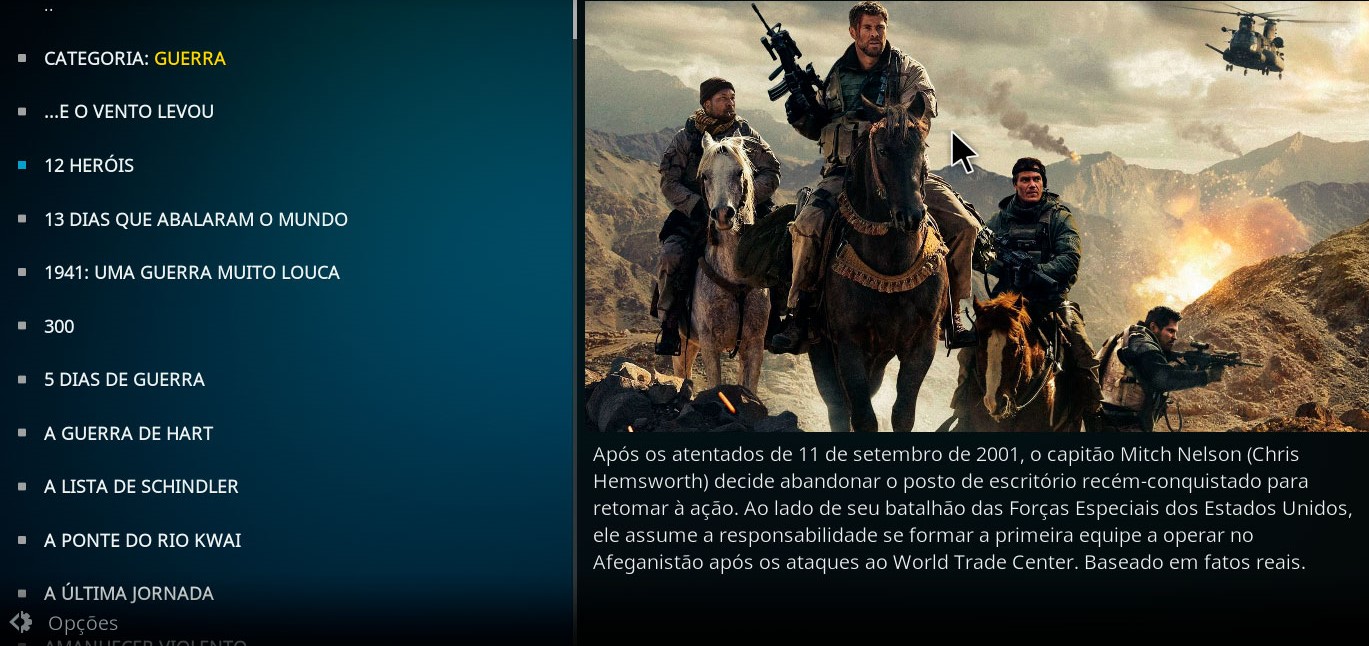 ..
CATEGORIA: GUERRA
...E O VENTO LEVOU
12 HERÓIS
13 DIAS QUE ABALARAM O MUNDO
1941: UMA GUERRA MUITO LOUCA
300
5 DIAS DE GUERRA
A GUERRA DE HART
A LISTA DE SCHINDLER
A PONTE DO RIO KWAI
A ÚLTIMA JORNADA
Opções
AMANHECER VIOLENTO
Após os atentados de 11 de setembro de 2001, o capitão Mitch Nelson (Chris
Hemsworth) decide abandonar o posto de escritório recém-conquistado para
retomar à ação. Ao lado de seu batalhão das Forças Especiais dos Estados Unidos,
ele assume a responsabilidade se formar a primeira equipe a operar no
Afeganistão após os ataques ao World Trade Center. Baseado em fatos reais.